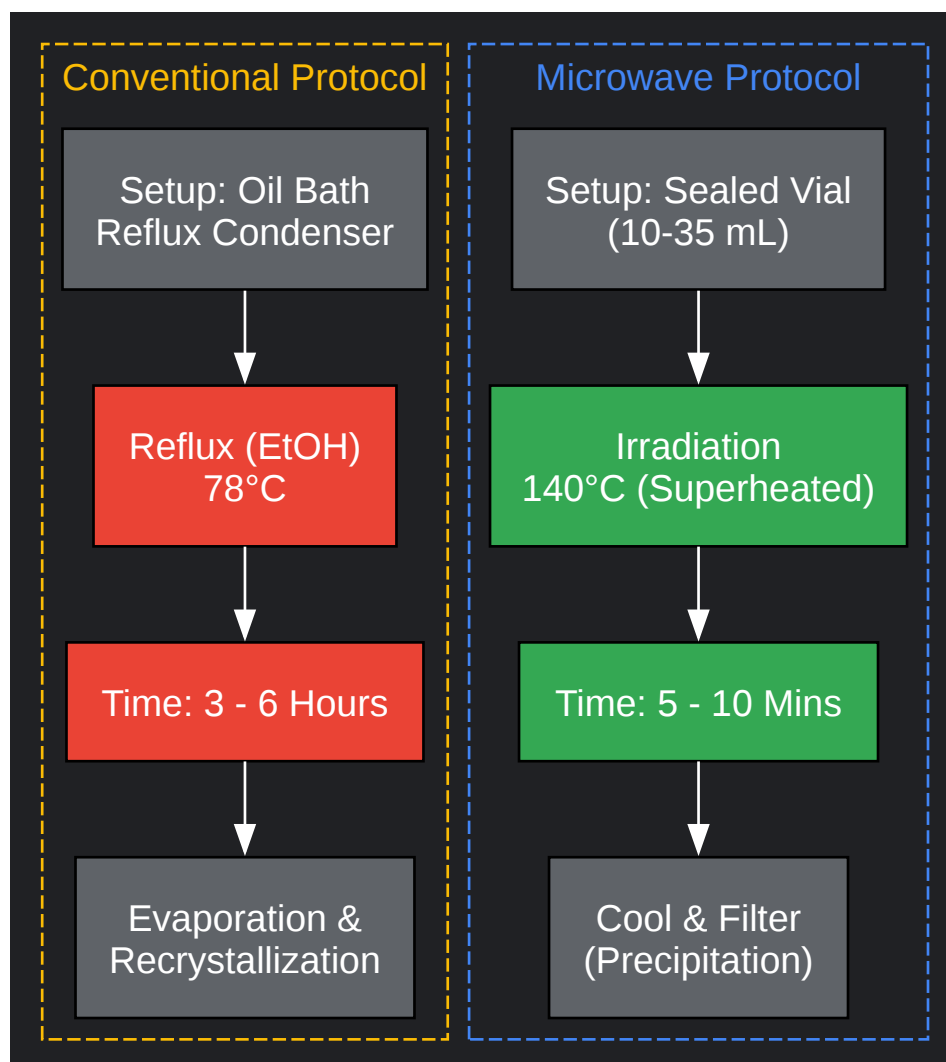 Conventional Protocol
Setup: Oil Bath
Reflux Condenser
Reflux (EtOH)
78°C
Time: 3 - 6 Hours
Evaporation &
Recrystallization
Microwave Protocol
Setup: Sealed Vial
(10-35 mL)
Irradiation
140°C (Superheated)
Time: 5 - 10 Mins
Cool & Filter
(Precipitation)